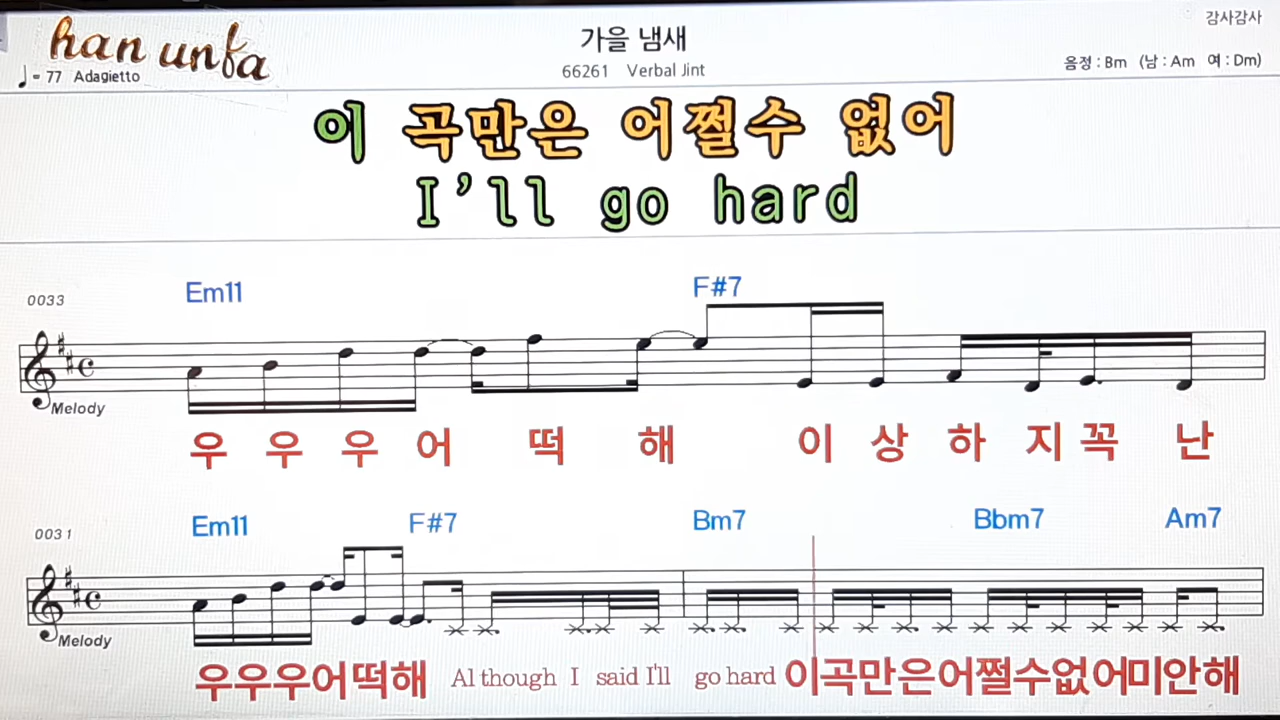 han unfa
가을 냄새
감사감사
♩= 77 Adagietto
66261 Verbal Jint
음정 : Bm (남 : Am 여 : Dm)
이 곡만은 어쩔수 없어
I'll go hard
Em11 F#7
0033
Melody
우 우 우 어 떡 해 이 상 하 지 꼭 난
Em11 F#7 Bm7 Bbm7 Am7
0031
Melody
우우우어떡해 Al though I said I'll go hard 이곡만은어쩔수없어미안해